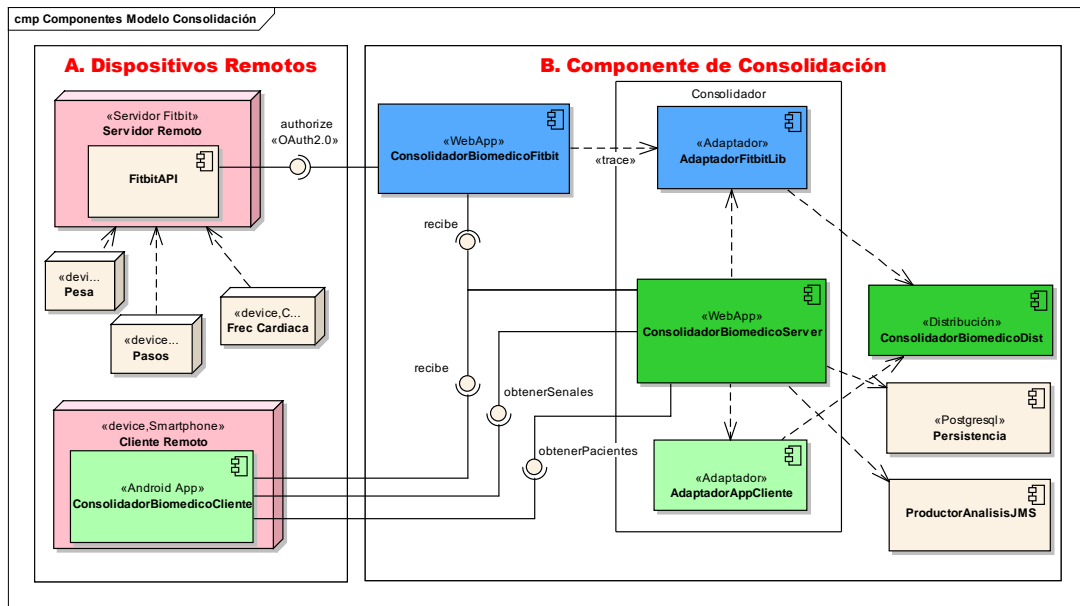 cmp Componentes Modelo Consolidación
A. Dispositivos Remotos
«Servidor Fitbit»
Servidor Remoto
FitbitAPI
authorize
«OAuth2.0»
«devi...
Pesa
«device...
Pasos
«device,C...
Frec Cardiaca
«device,Smartphone»
Cliente Remoto
«Android App»
ConsolidadorBiomedicoCliente
B. Componente de Consolidación
«WebApp»
ConsolidadorBiomedicoFitbit
«trace»
Consolidador
«Adaptador»
AdaptadorFitbitLib
recibe
recibe
obtenerSenales
obtenerPacientes
«WebApp»
ConsolidadorBiomedicoServer
«Adaptador»
AdaptadorAppCliente
«Distribución»
ConsolidadorBiomedicoDist
«Postgresql»
Persistencia
ProductorAnalisisJMS